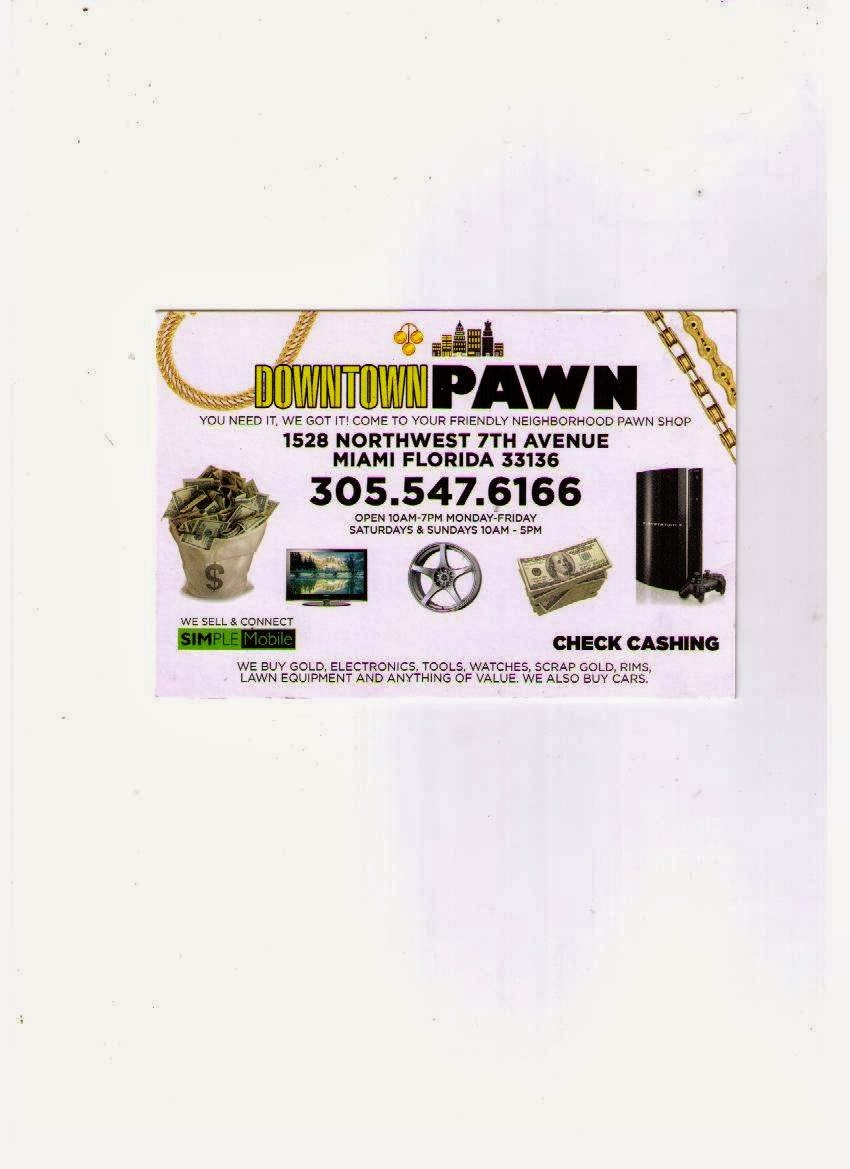 DOWNTOWN PAWN
YOU NEED IT, WE GOT IT! COME TO YOUR FRIENDLY NEIGHBORHOOD PAWN SHOP
1528 NORTHWEST 7TH AVENUE
MIAMI FLORIDA 33136
305.547.6166
OPEN 10AM-7PM MONDAY-FRIDAY
SATURDAYS & SUNDAYS 10AM - 5PM
$
PLAYSTATION 3
WE SELL & CONNECT
SIMPLE Mobile
CHECK CASHING
WE BUY GOLD, ELECTRONICS, TOOLS, WATCHES, SCRAP GOLD, RIMS,
LAWN EQUIPMENT AND ANYTHING OF VALUE. WE ALSO BUY CARS.